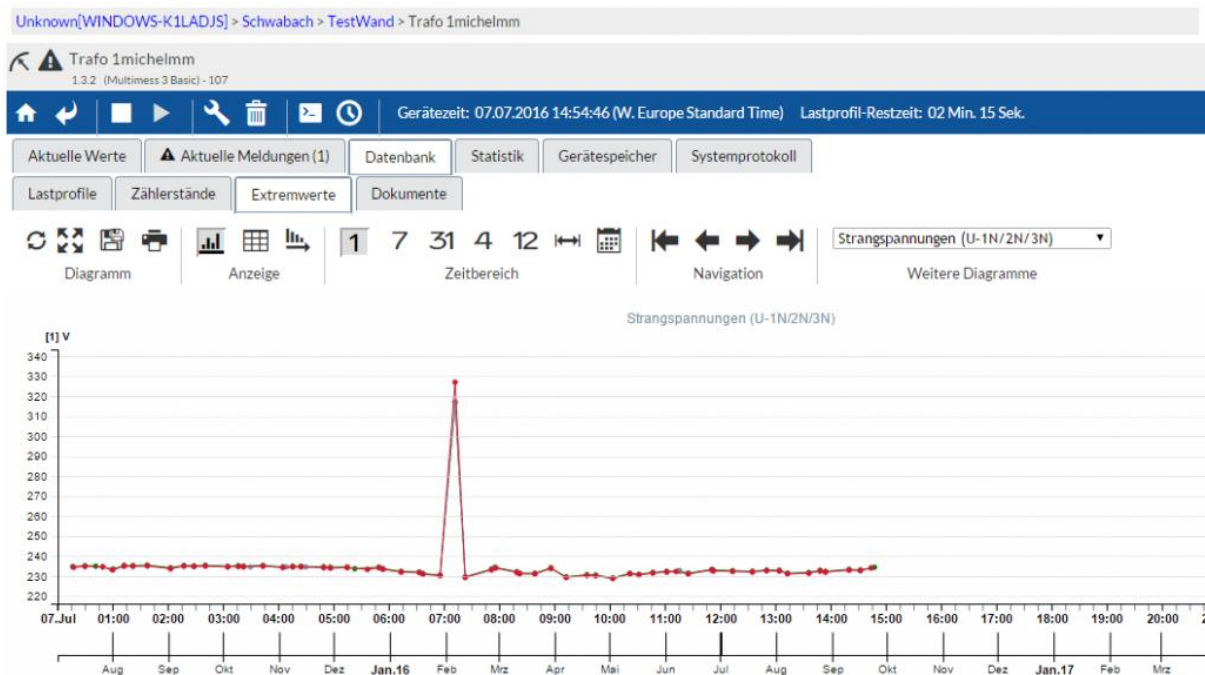 Unknown[WINDOWS-K1LADJS] > Schwabach > TestWand > Trafo 1michelmm
Trafo 1michelmm
1.3.2 (Multimess 3 Basic) - 107
Gerätezeit: 07.07.2016 14:54:46 (W. Europe Standard Time) Lastprofil-Restzeit: 02 Min. 15 Sek.
Aktuelle Werte Aktuelle Meldungen (1) Datenbank Statistik Gerätespeicher Systemprotokoll
Lastprofile Zählerstände Extremwerte Dokumente
1 7 31 4 12 Strangspannungen (U-1N/2N/3N)
Diagramm Anzeige Zeitbereich Navigation Weitere Diagramme
Strangspannungen (U-1N/2N/3N)
[1] V
340
330
320
310
300
290
280
270
260
250
240
230
220
07.Jul 01:00 02:00 03:00 04:00 05:00 06:00 07:00 08:00 09:00 10:00 11:00 12:00 13:00 14:00 15:00 16:00 17:00 18:00 19:00 20:00 2
Aug Sep Okt Nov Dez Jan.16 Feb Mrz Apr Mai Jun Jul Aug Sep Okt Nov Dez Jan.17 Feb Mrz